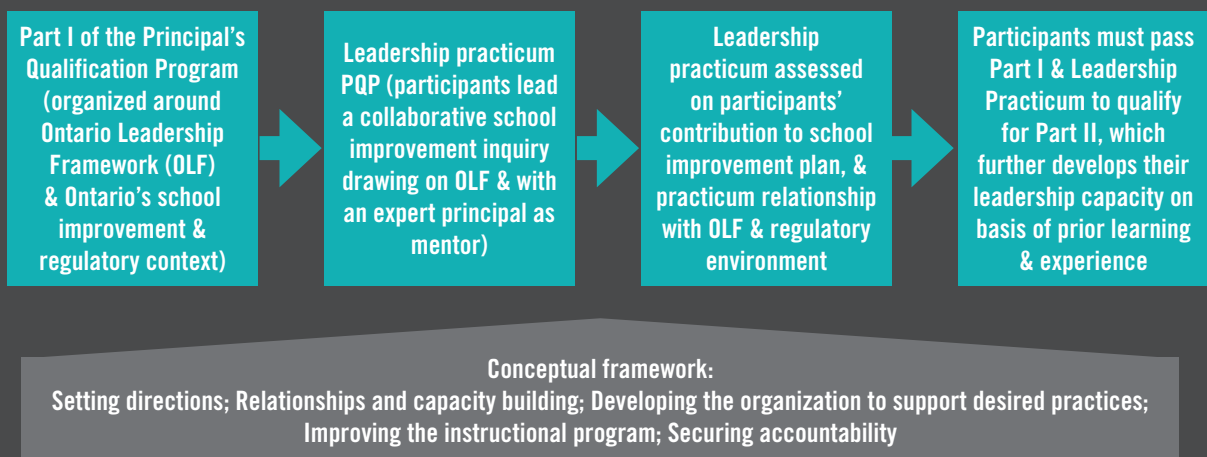 Part I of the Principal's
Qualification Program
(organized around
Ontario Leadership
Framework (OLF)
& Ontario's school
improvement &
regulatory context)
Leadership practicum
PQP (participants lead
a collaborative school
improvement inquiry
drawing on OLF & with
an expert principal as
mentor)
Leadership
practicum assessed
on participants'
contribution to school
improvement plan, &
practicum relationship
with OLF & regulatory
environment
Participants must pass
Part I & Leadership
Practicum to qualify
for Part II, which
further develops their
leadership capacity on
basis of prior learning
& experience
Conceptual framework:
Setting directions; Relationships and capacity building; Developing the organization to support desired practices;
Improving the instructional program; Securing accountability